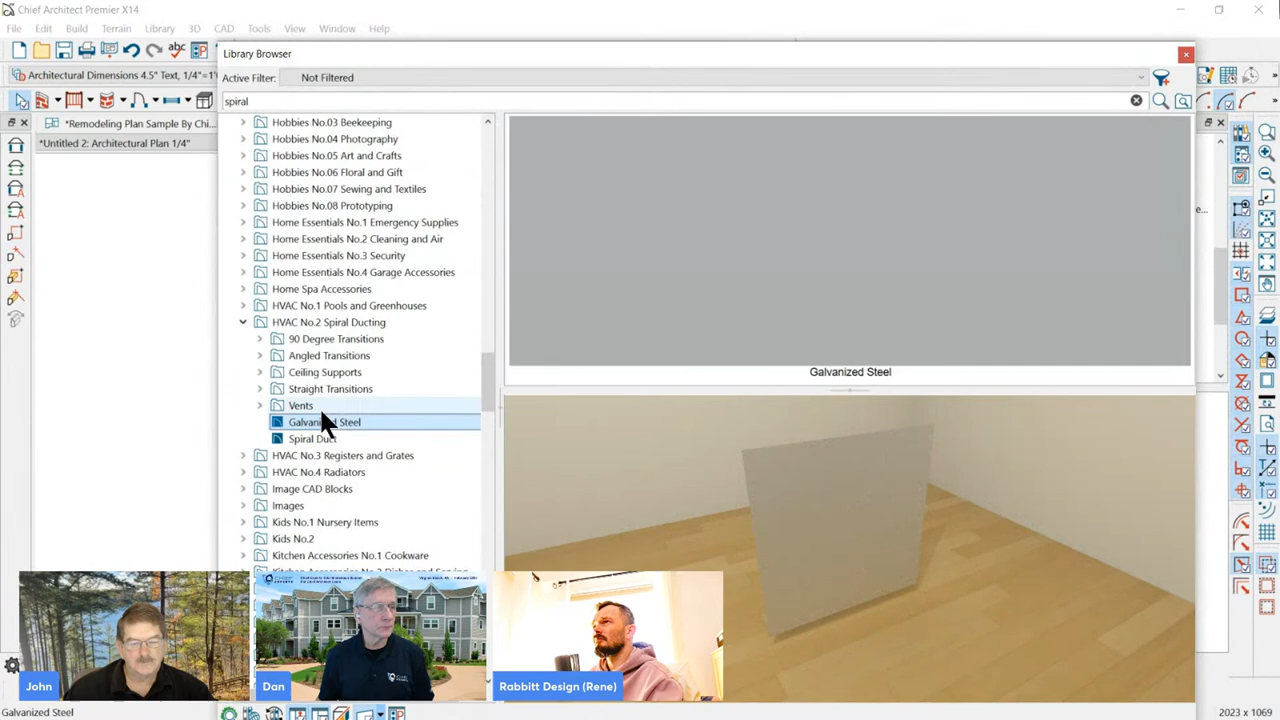 Chief Architect Premier X14
File Edit Build Terrain Library 3D CAD Tools View Window Help
Library Browser
Architectural Dimensions 4.5" Text, 1/4"=1'
Active Filter: Not Filtered
spiral
*Remodeling Plan Sample By Chi...
*Untitled 2: Architectural Plan 1/4"
Hobbies No.03 Beekeeping
Hobbies No.04 Photography
Hobbies No.05 Art and Crafts
Hobbies No.06 Floral and Gift
Hobbies No.07 Sewing and Textiles
Hobbies No.08 Prototyping
Home Essentials No.1 Emergency Supplies
Home Essentials No.2 Cleaning and Air
Home Essentials No.3 Security
Home Essentials No.4 Garage Accessories
Home Spa Accessories
HVAC No.1 Pools and Greenhouses
HVAC No.2 Spiral Ducting
90 Degree Transitions
Angled Transitions
Ceiling Supports
Straight Transitions
Vents
Galvanized Steel
Spiral Duct
HVAC No.3 Registers and Grates
HVAC No.4 Radiators
Image CAD Blocks
Images
Kids No.1 Nursery Items
Kids No.2
Kitchen Accessories No.1 Cookware
Galvanized Steel
John
Dan
Rabbitt Design (Rene)
Galvanized Steel
2023 x 1069